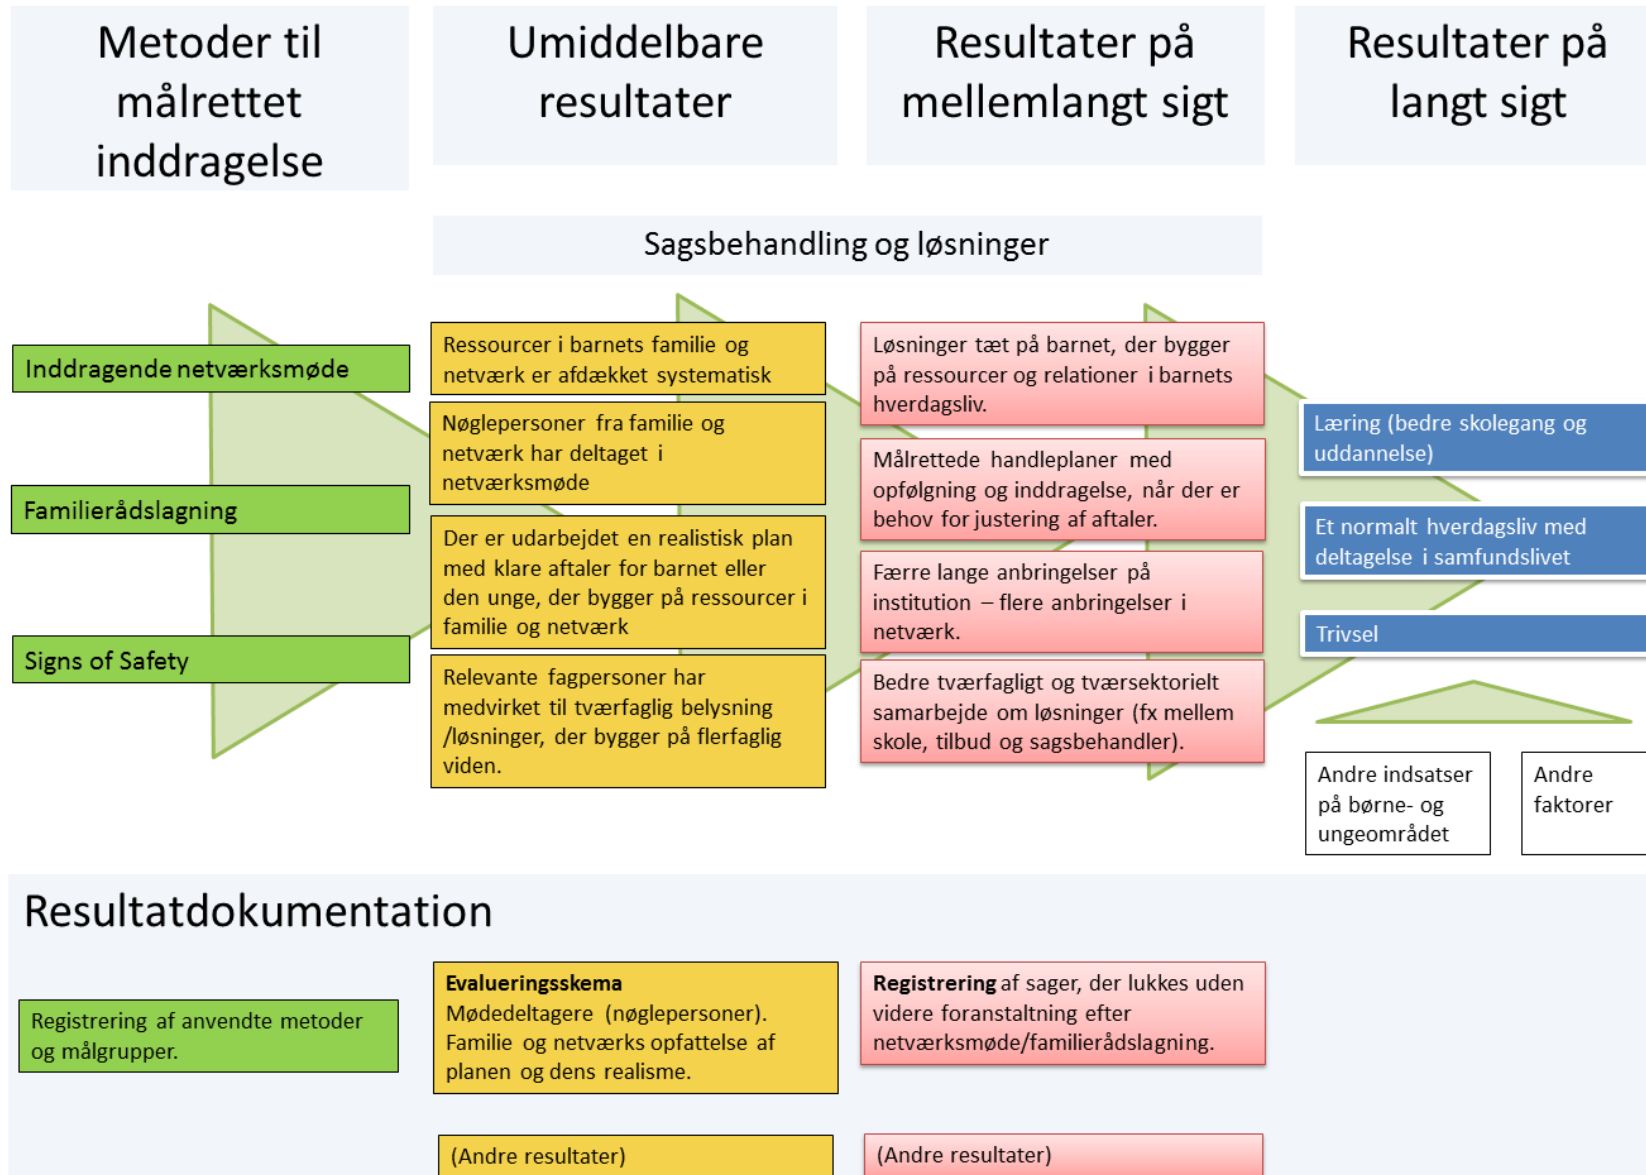 Metoder til
målrettet
inddragelse
Umiddelbare
resultater
Resultater på
mellemlangt sigt
Resultater på
langt sigt
Sagsbehandling og løsninger
Inddragende netværksmøde
Familierådslagning
Signs of Safety
Ressourcer i barnets familie og
netværk er afdækket systematisk
Nøglepersoner fra familie og
netværk har deltaget i
netværksmøde
Der er udarbejdet en realistisk plan
med klare aftaler for barnet eller
den unge, der bygger på ressourcer i
familie og netværk
Relevante fagpersoner har
medvirket til tværfaglig belysning
/løsninger, der bygger på flerfaglig
viden.
Løsninger tæt på barnet, der bygger
på ressourcer og relationer i barnets
hverdagsliv.
Målrettede handleplaner med
opfølgning og inddragelse, når der er
behov for justering af aftaler.
Færre lange anbringelser på
institution – flere anbringelser i
netværk.
Bedre tværfagligt og tværsektorielt
samarbejde om løsninger (fx mellem
skole, tilbud og sagsbehandler).
Læring (bedre skolegang og
uddannelse)
Et normalt hverdagsliv med
deltagelse i samfundslivet
Trivsel
Andre indsatser
på børne- og
ungeområdet
Andre
faktorer
Resultatdokumentation
Registrering af anvendte metoder
og målgrupper.
Evalueringsskema
Mødedeltagere (nøglepersoner).
Familie og netværks opfattelse af
planen og dens realisme.
Registrering af sager, der lukkes uden
videre foranstaltning efter
netværksmøde/familierådslagning.
(Andre resultater)
(Andre resultater)